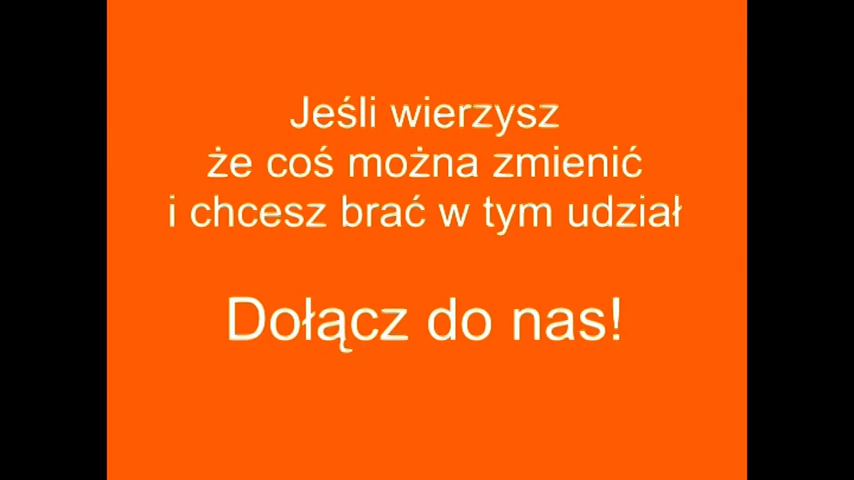 Jeśli wierzysz
że coś można zmienić
i chcesz brać w tym udział
Dołącz do nas!